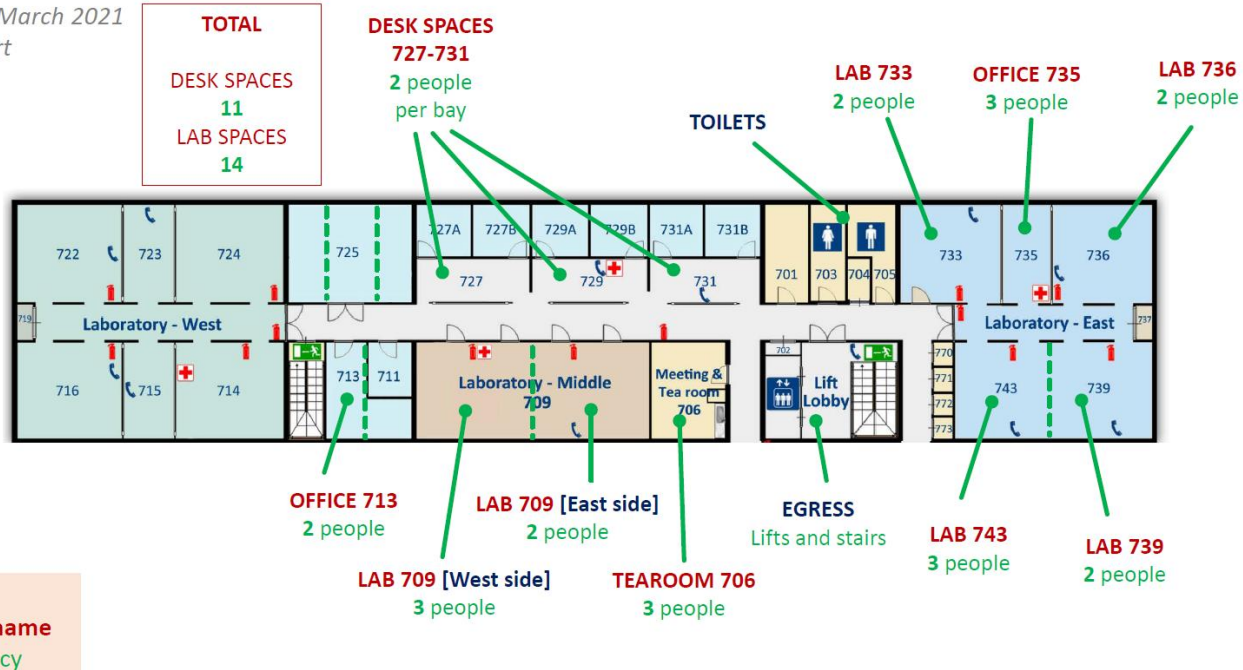 March 2021
rt
TOTAL
DESK SPACES
11
LAB SPACES
14
DESK SPACES
727-731
2 people
per bay
TOILETS
LAB 733
2 people
OFFICE 735
3 people
LAB 736
2 people
722
723
724
725
727A
727B
729A
729B
731A
731B
727
729
731
701
703
704
705
733
735
736
719
Laboratory - West
Laboratory - East
737
716
715
714
713
711
Laboratory - Middle
709
Meeting &
Tea room
706
702
Lift
Lobby
770
771
772
773
743
739
OFFICE 713
2 people
LAB 709 [East side]
2 people
EGRESS
Lifts and stairs
LAB 743
3 people
LAB 739
2 people
LAB 709 [West side]
3 people
TEAROOM 706
3 people
name
cy